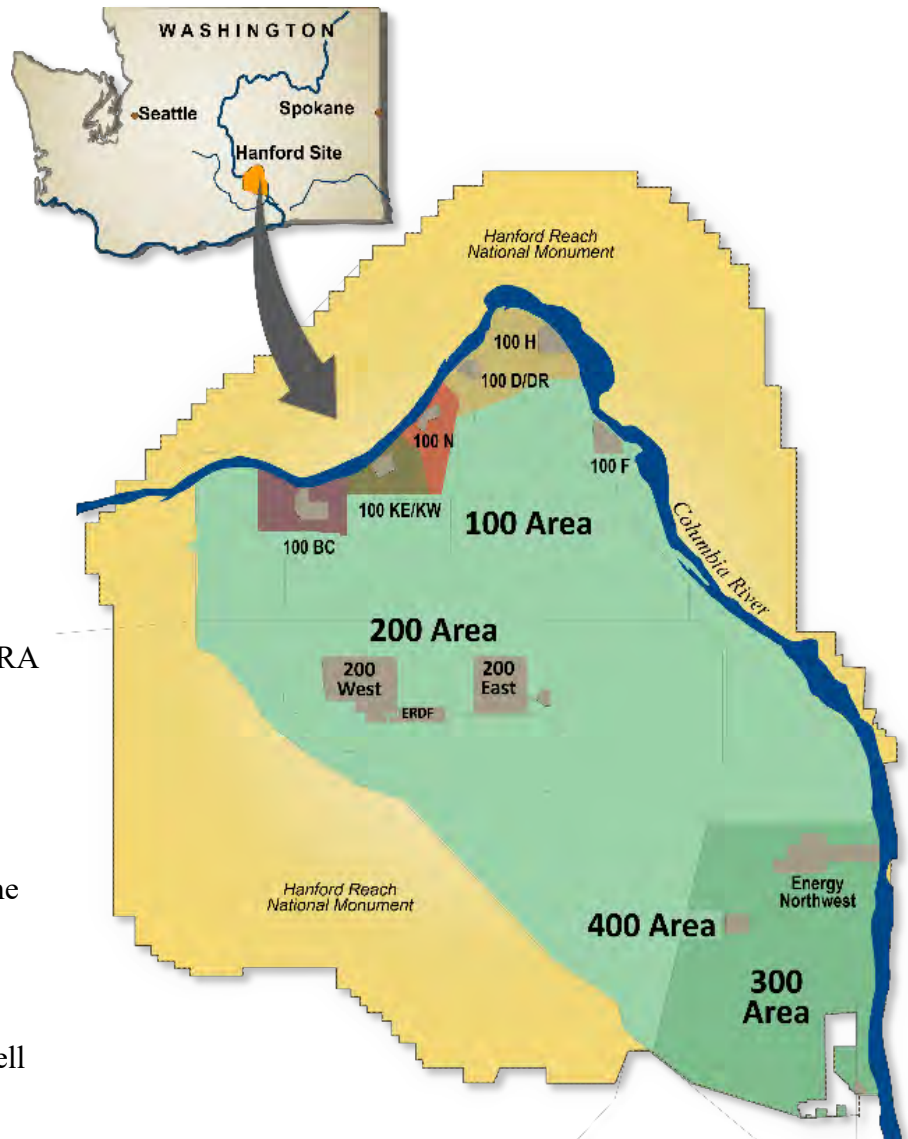 WASHINGTON
Seattle
Spokane
Hanford Site
Hanford Reach
National Monument
100 H
100 D/DR
100 N
100 F
100 KE/KW
100 BC
100 Area
Columbia River
200 Area
RA
200
West
200
East
ERDF
ne
Hanford Reach
National Monument
Energy
Northwest
400 Area
300
Area
ell